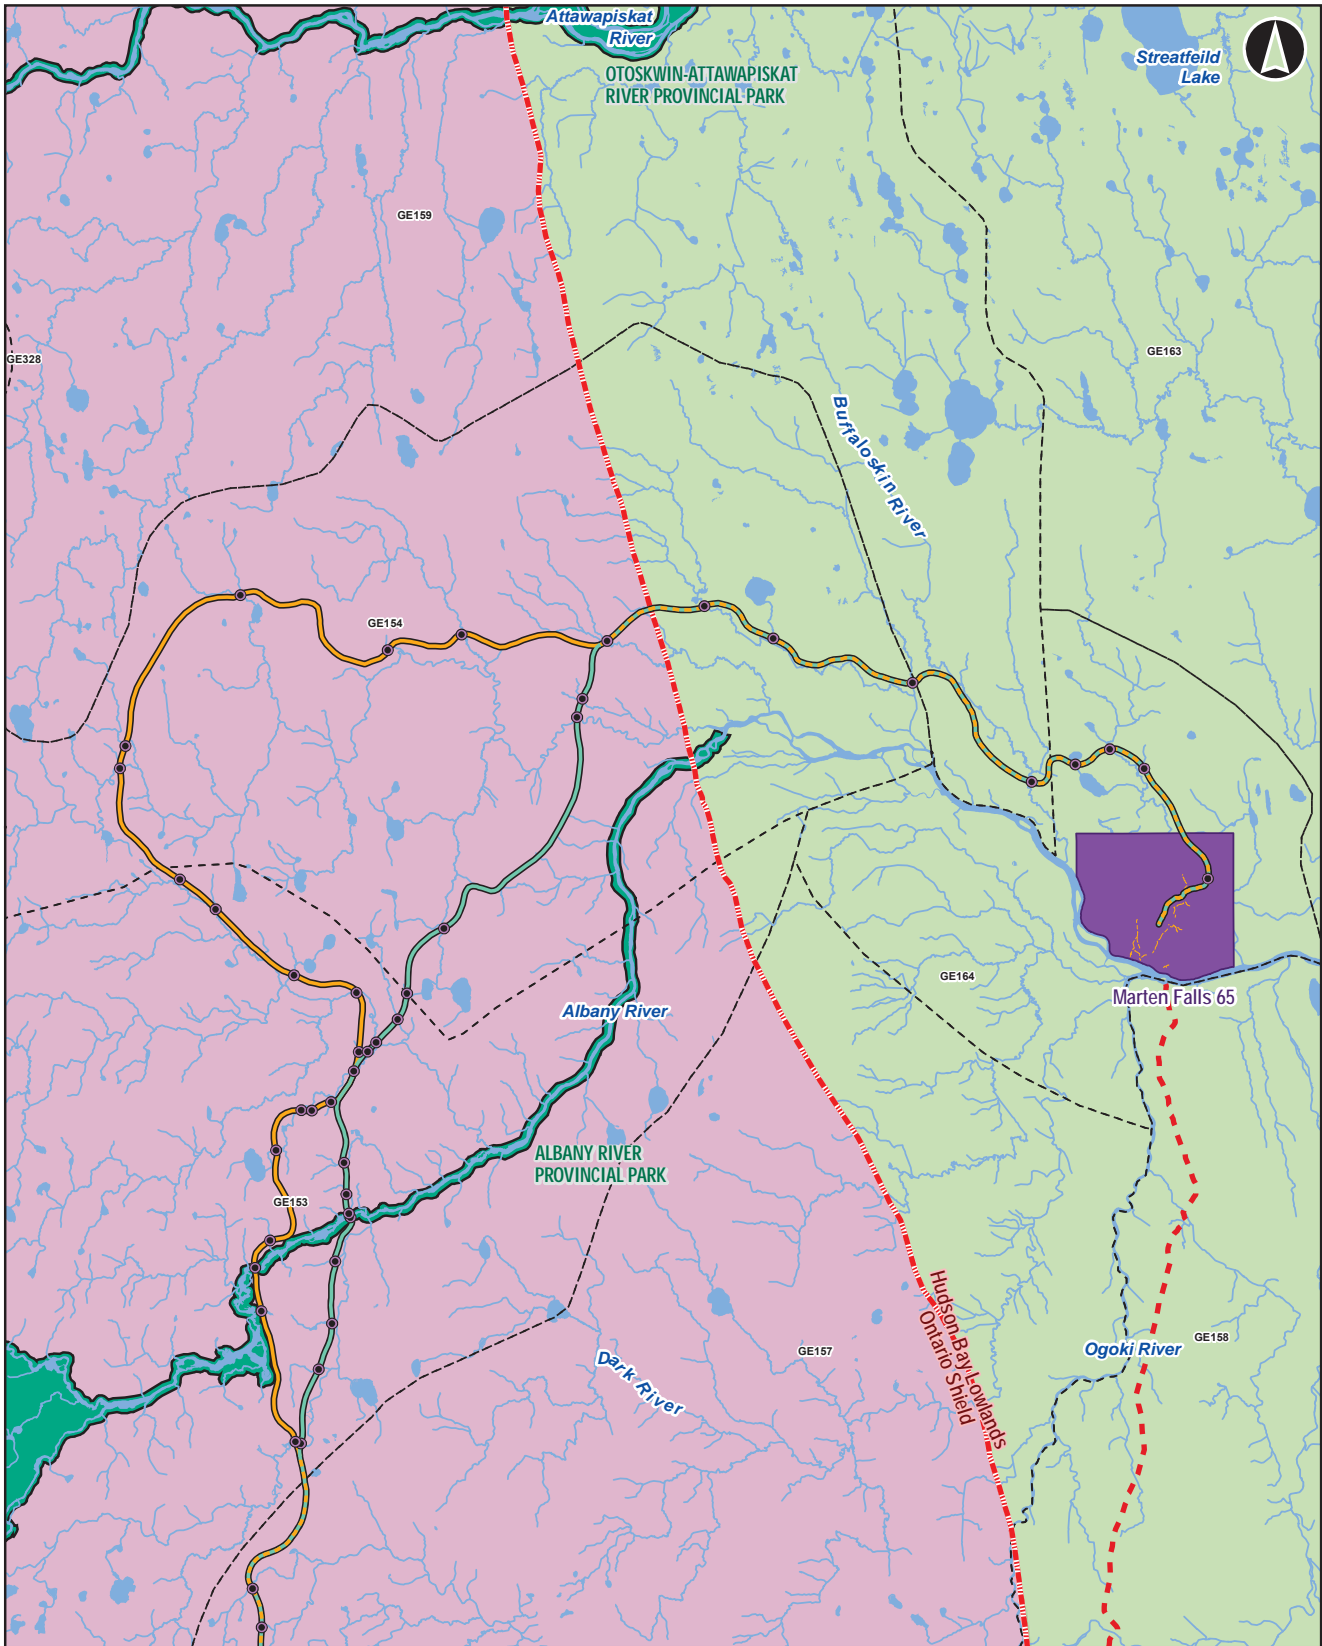 Attawapiskat
River
Streatfeild
Lake
OTOSKWIN-ATTAWAPISKAT
RIVER PROVINCIAL PARK
GE159
GE328
GE163
Buffaloskin River
GE154
GE164
Marten Falls 65
Albany River
ALBANY RIVER
PROVINCIAL PARK
GE153
Hudson Bay Lowlands
Ontario Shield
GE158
Ogoki River
GE157
Dark River